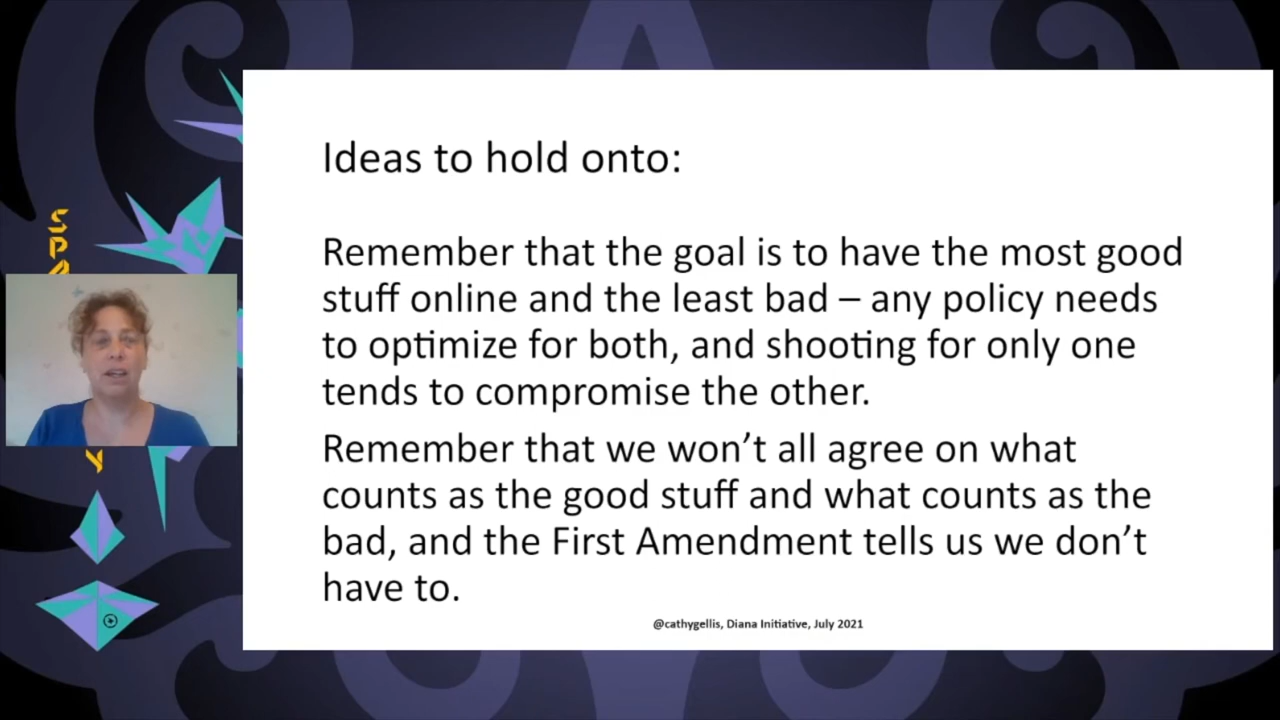 Ideas to hold onto:
Remember that the goal is to have the most good
stuff online and the least bad – any policy needs
to optimize for both, and shooting for only one
tends to compromise the other.
Remember that we won’t all agree on what
counts as the good stuff and what counts as the
bad, and the First Amendment tells us we don’t
have to.
@cathygellis, Diana Initiative, July 2021